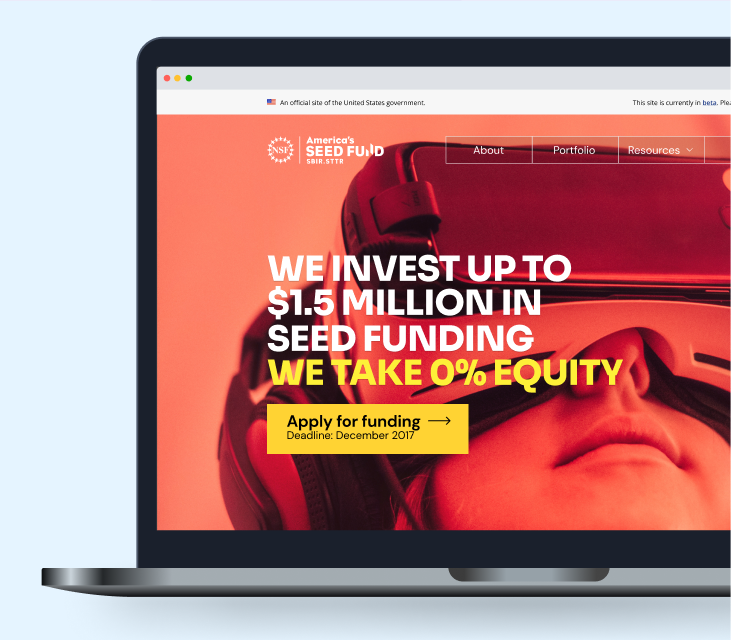 An official site of the United States government.
This site is currently in beta.
NSF
America's
SEED FUND
SBIR.STTR
About
Portfolio
Resources
WE INVEST UP TO
$1.5 MILLION IN
SEED FUNDING
WE TAKE 0% EQUITY
Apply for funding
Deadline: December 2017